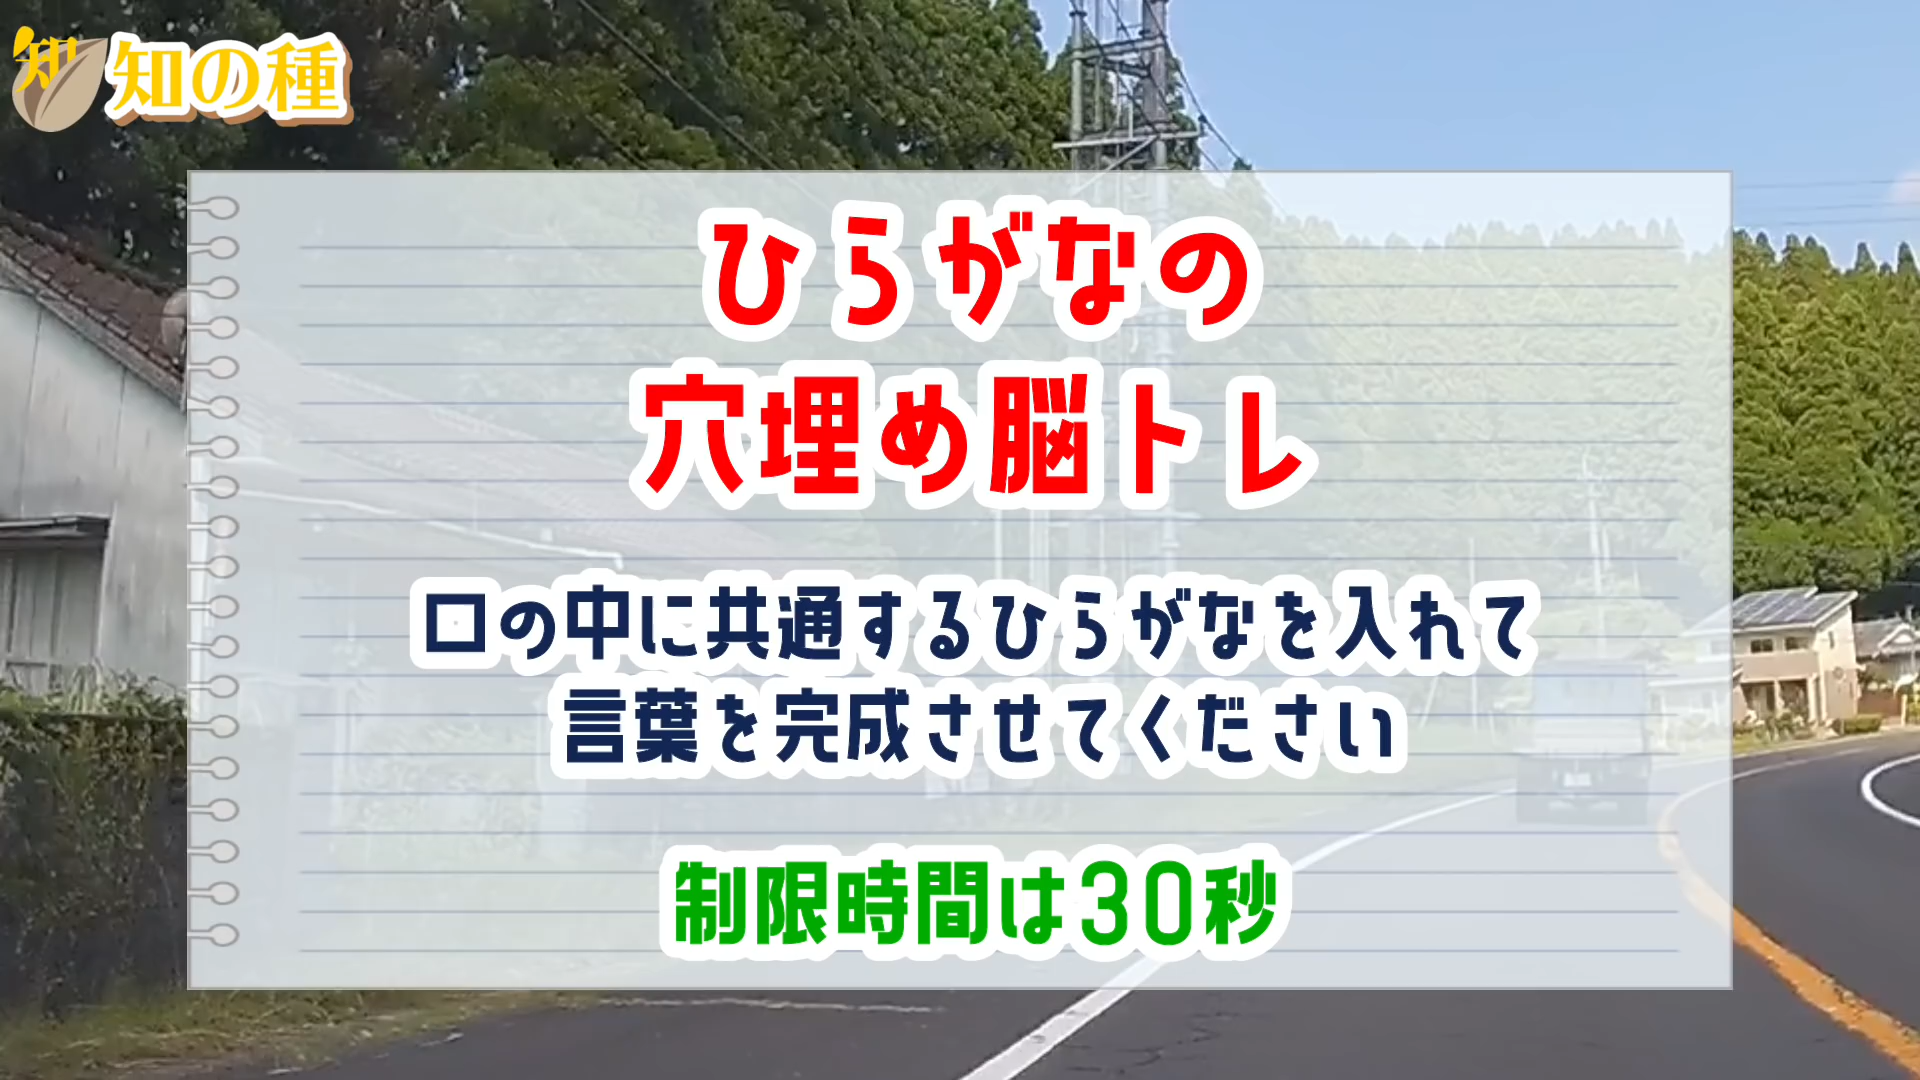 知 知の種
ひらがなの
穴埋め脳トレ
口の中に共通するひらがなを入れて
言葉を完成させてください
制限時間は30秒